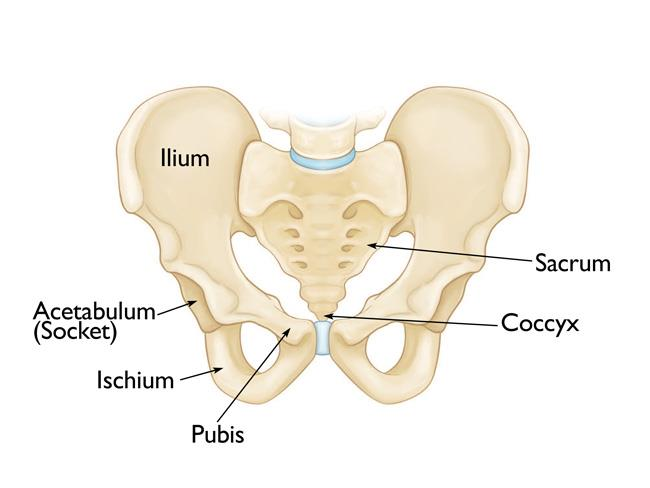 Ilium
Sacrum
Acetabulum
(Socket)
Coccyx
Ischium
Pubis